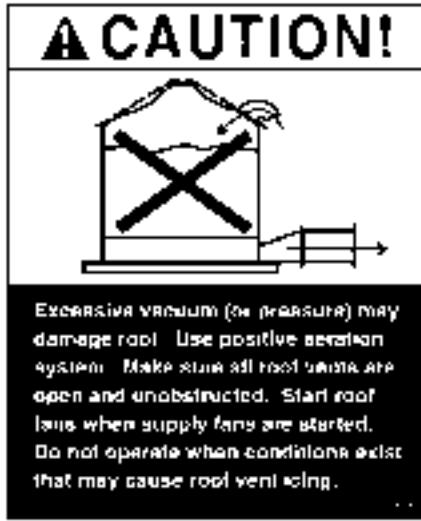 CAUTION!
Excessive vacuum (or pressure) may
damage roof. Use positive aeration
system. Make sure all roof vents are
open and unobstructed. Start roof
fans when supply fans are started.
Do not operate when conditions exist
that may cause roof vent icing.